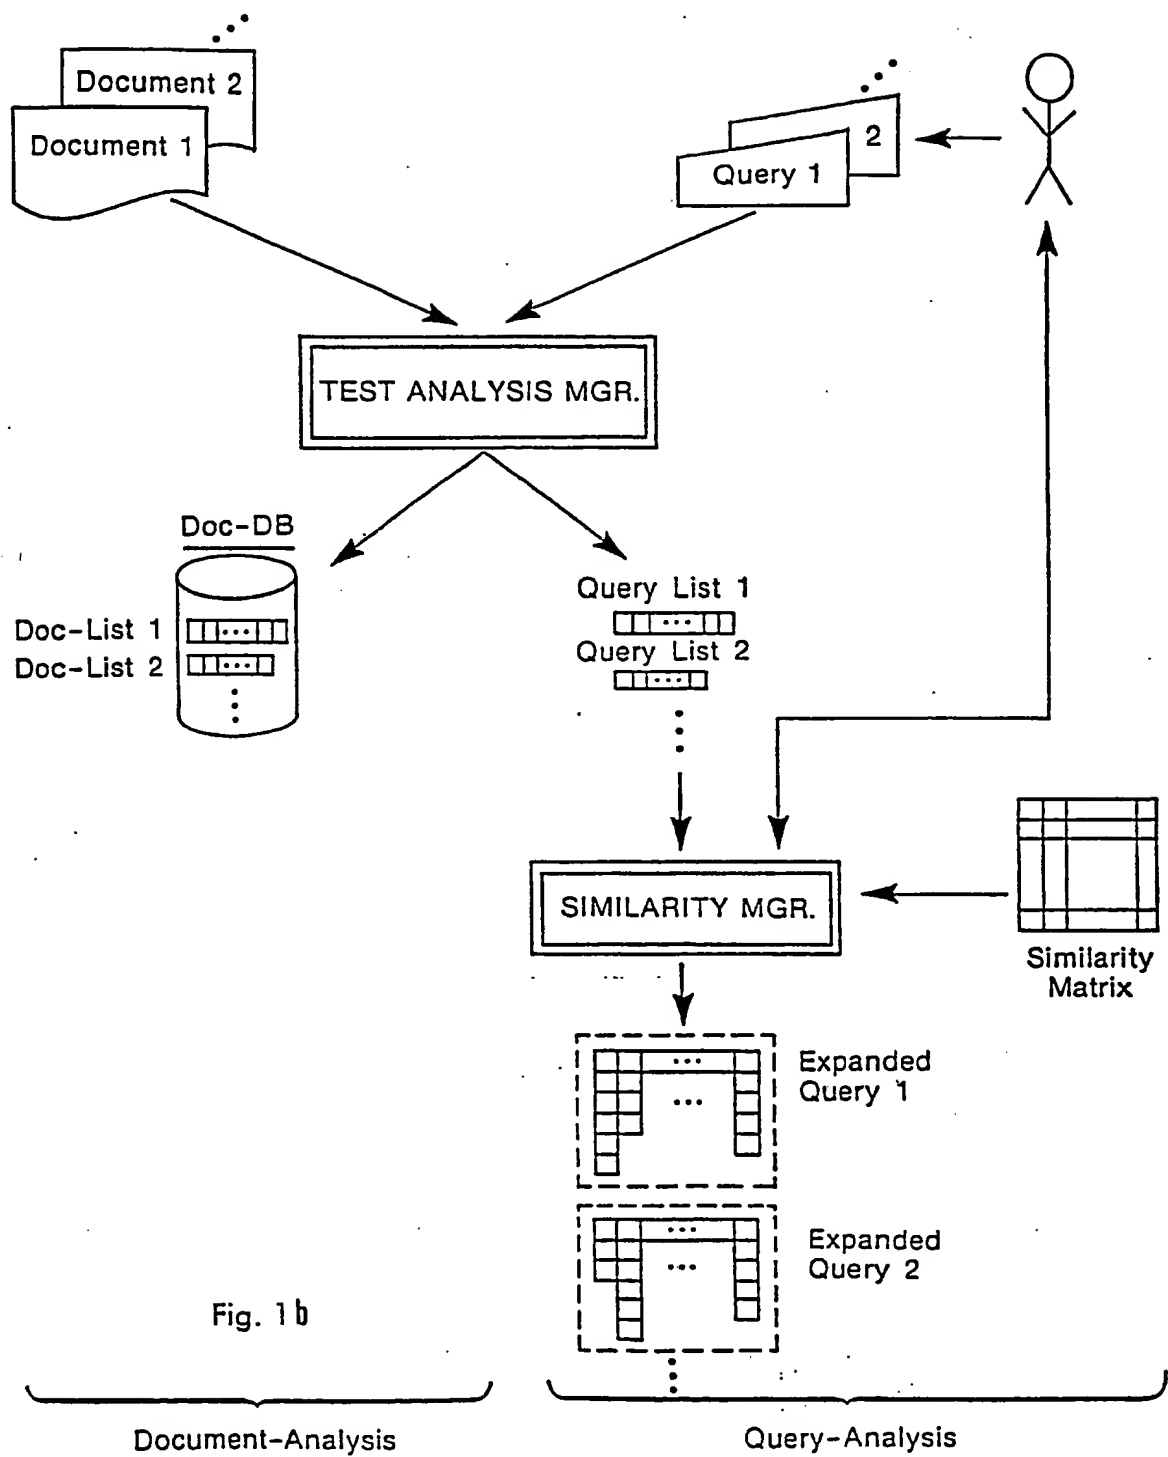 Document 2
Document 1
2
Query 1
TEST ANALYSIS MGR.
Doc-DB
Doc-List 1
Doc-List 2
Query List 1
Query List 2
SIMILARITY MGR.
Similarity
Matrix
Expanded
Query 1
Expanded
Query 2
Fig. 1b
Document-Analysis
Query-Analysis